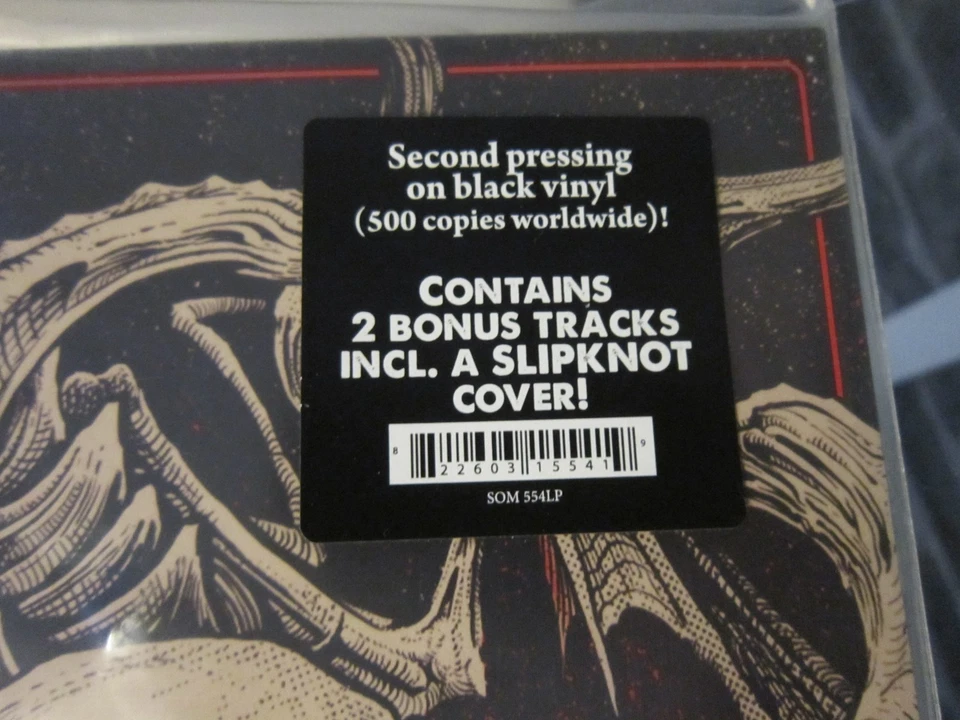 Second pressing
on black vinyl
(500 copies worldwide)!
CONTAINS
2 BONUS TRACKS
INCL. A SLIPKNOT
COVER!
8 22603 15541 9
SOM 554LP